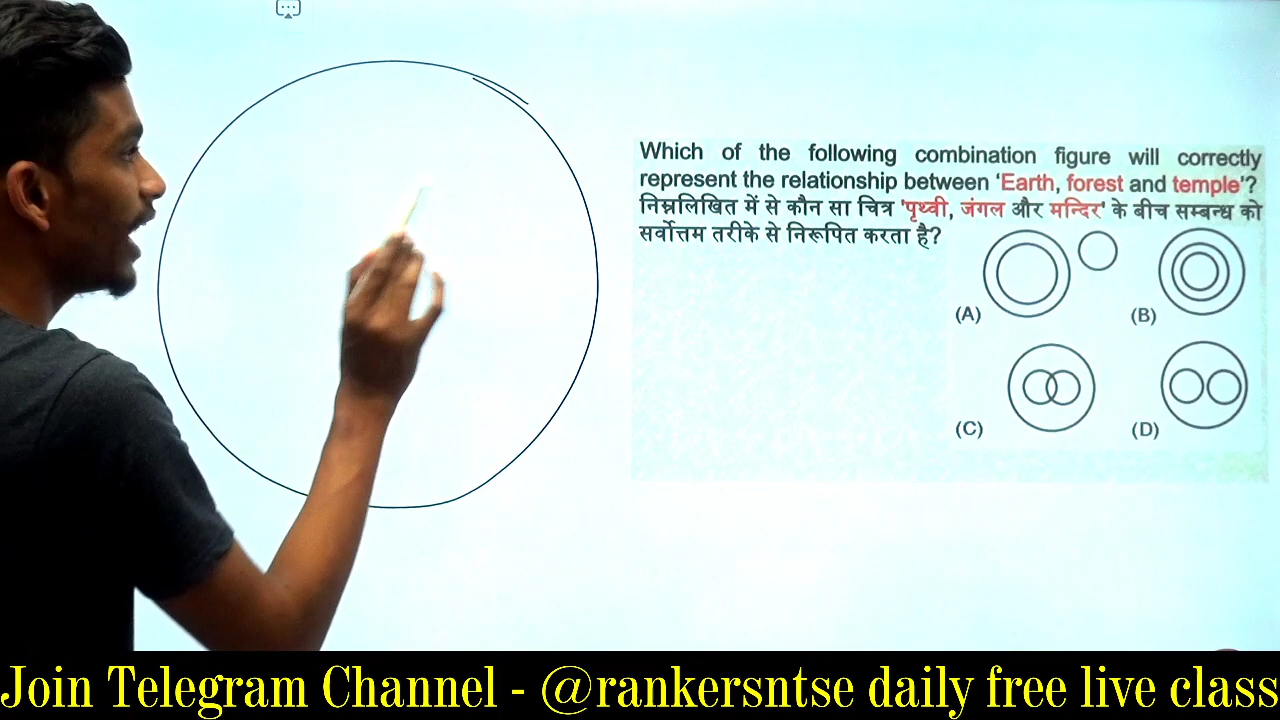 Which of the following combination figure will correctly
represent the relationship between ‘Earth, forest and temple’?
निम्नलिखित में से कौन सा चित्र 'पृथ्वी, जंगल और मन्दिर' के बीच सम्बन्ध को
सर्वोत्तम तरीके से निरूपित करता है?
(A)
(B)
(C)
(D)
Join Telegram Channel - @rankersntse daily free live class